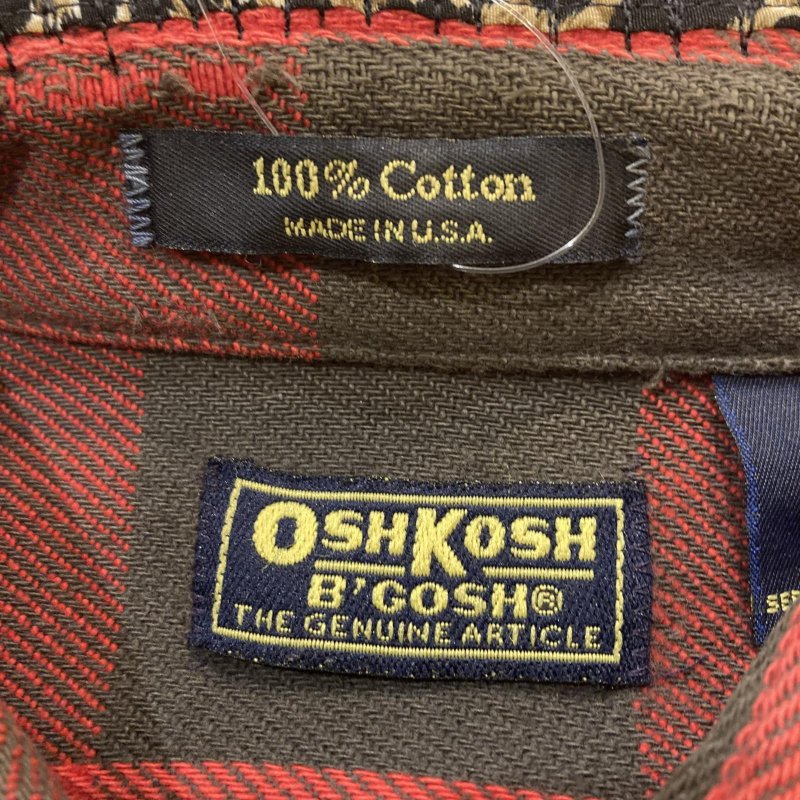 100% Cotton
MADE IN U.S.A.
OSHKOSH
B'GOSH®
THE GENUINE ARTICLE